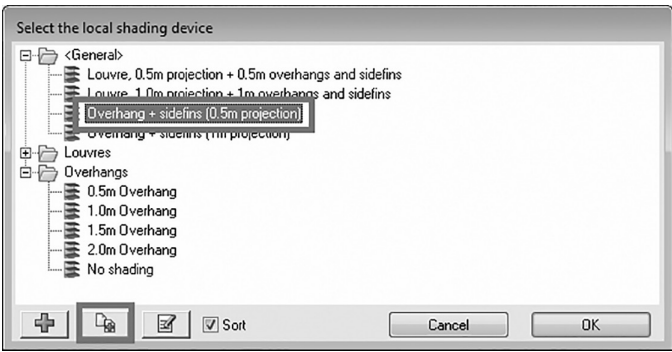 Select the local shading device
<General>
Louvre, 0.5m projection + 0.5m overhangs and sidefins
Louvre, 1.0m projection + 1m overhangs and sidefins
Overhang + sidefins (0.5m projection)
Overhang + sidefins (1m projection)
Louvres
Overhangs
0.5m Overhang
1.0m Overhang
1.5m Overhang
2.0m Overhang
No shading
Sort
Cancel
OK